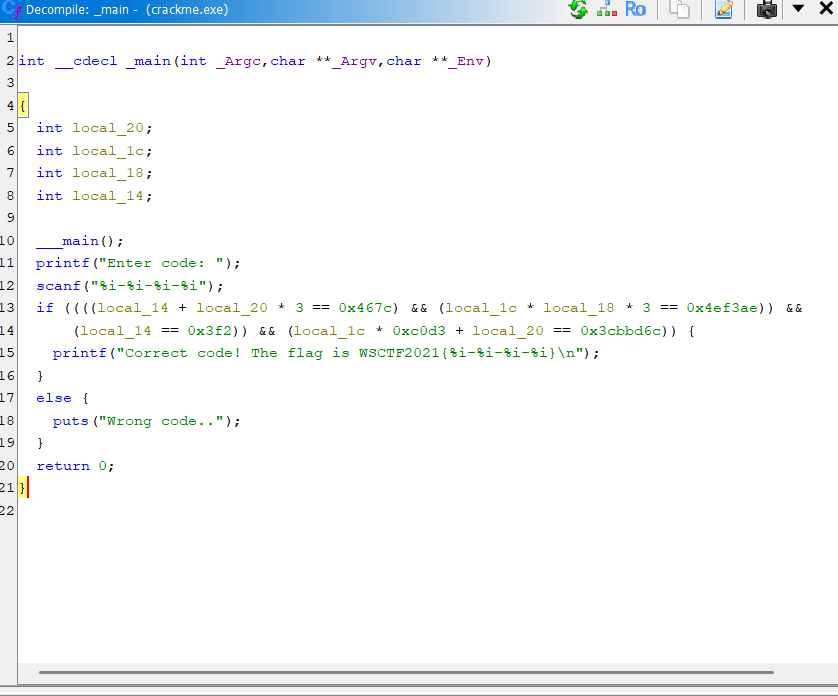 Decompile: _main - (crackme.exe)
Ro
1
2 int __cdecl _main(int _Argc,char **_Argv,char **_Env)
3
4 {
5 int local_20;
6 int local_1c;
7 int local_18;
8 int local_14;
9
10 ___main();
11 printf("Enter code: ");
12 scanf("%i-%i-%i-%i");
13 if ((((local_14 + local_20 * 3 == 0x467c) && (local_1c * local_18 * 3 == 0x4ef3ae)) &&
14 (local_14 == 0x3f2)) && (local_1c * 0xc0d3 + local_20 == 0x3cbbd6c)) {
15 printf("Correct code! The flag is WSCTF2021{%i-%i-%i-%i}\n");
16 }
17 else {
18 puts("Wrong code..");
19 }
20 return 0;
21 }
22